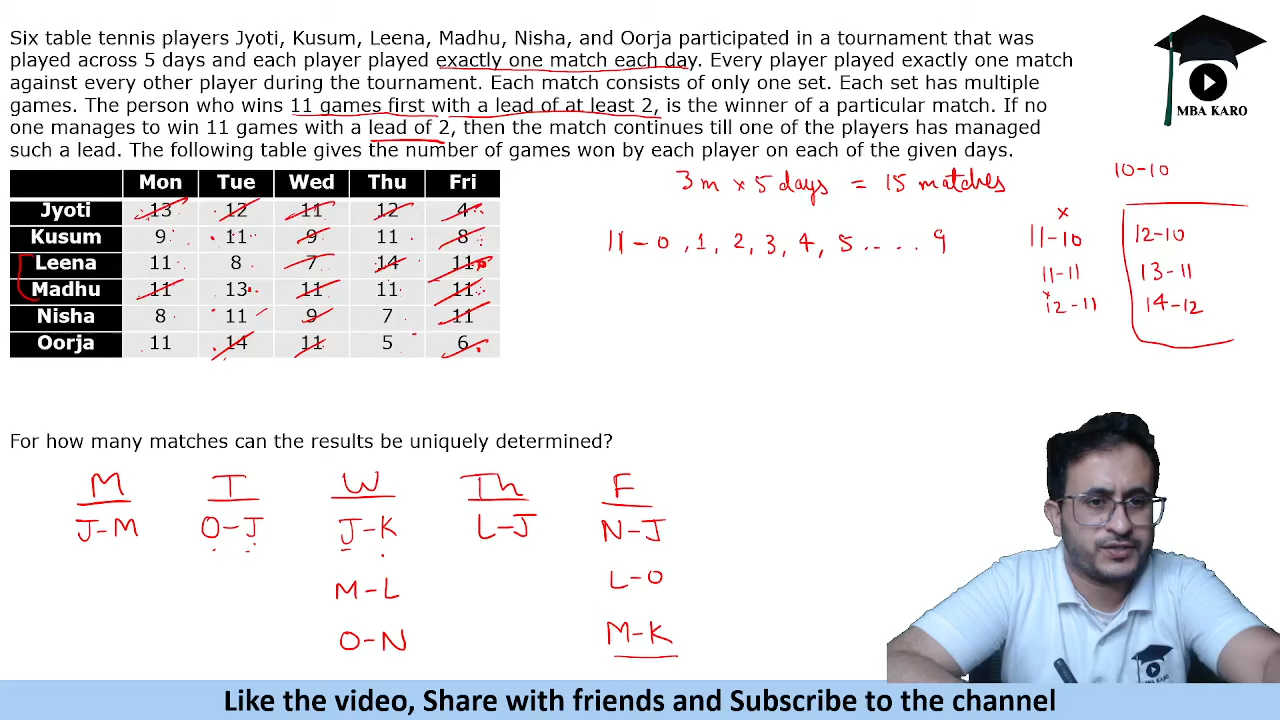 Six table tennis players Jyoti, Kusum, Leena, Madhu, Nisha, and Oorja participated in a tournament that was
played across 5 days and each player played exactly one match each day. Every player played exactly one match
against every other player during the tournament. Each match consists of only one set. Each set has multiple
games. The person who wins 11 games first with a lead of at least 2, is the winner of a particular match. If no
one manages to win 11 games with a lead of 2, then the match continues till one of the players has managed
such a lead. The following table gives the number of games won by each player on each of the given days.
MBA KARO
10-10
3m x 5 days = 15 matches
Mon Tue Wed Thu Fri
Jyoti 13 12 11 12 4
Kusum 9 11 9 11 8
Leena 11 8 7 14 11
Madhu 11 13 11 11 11
Nisha 8 11 9 7 11
Oorja 11 14 11 5 6
11 - 0, 1, 2, 3, 4, 5 .... 9
x
11-10 12-10
11-11 13-11
x
12-11 14-12
For how many matches can the results be uniquely determined?
M T W Th F
J-M O-J J-K L-J N-J
M-L L-O
O-N M-K
MBA KARO
Like the video, Share with friends and Subscribe to the channel